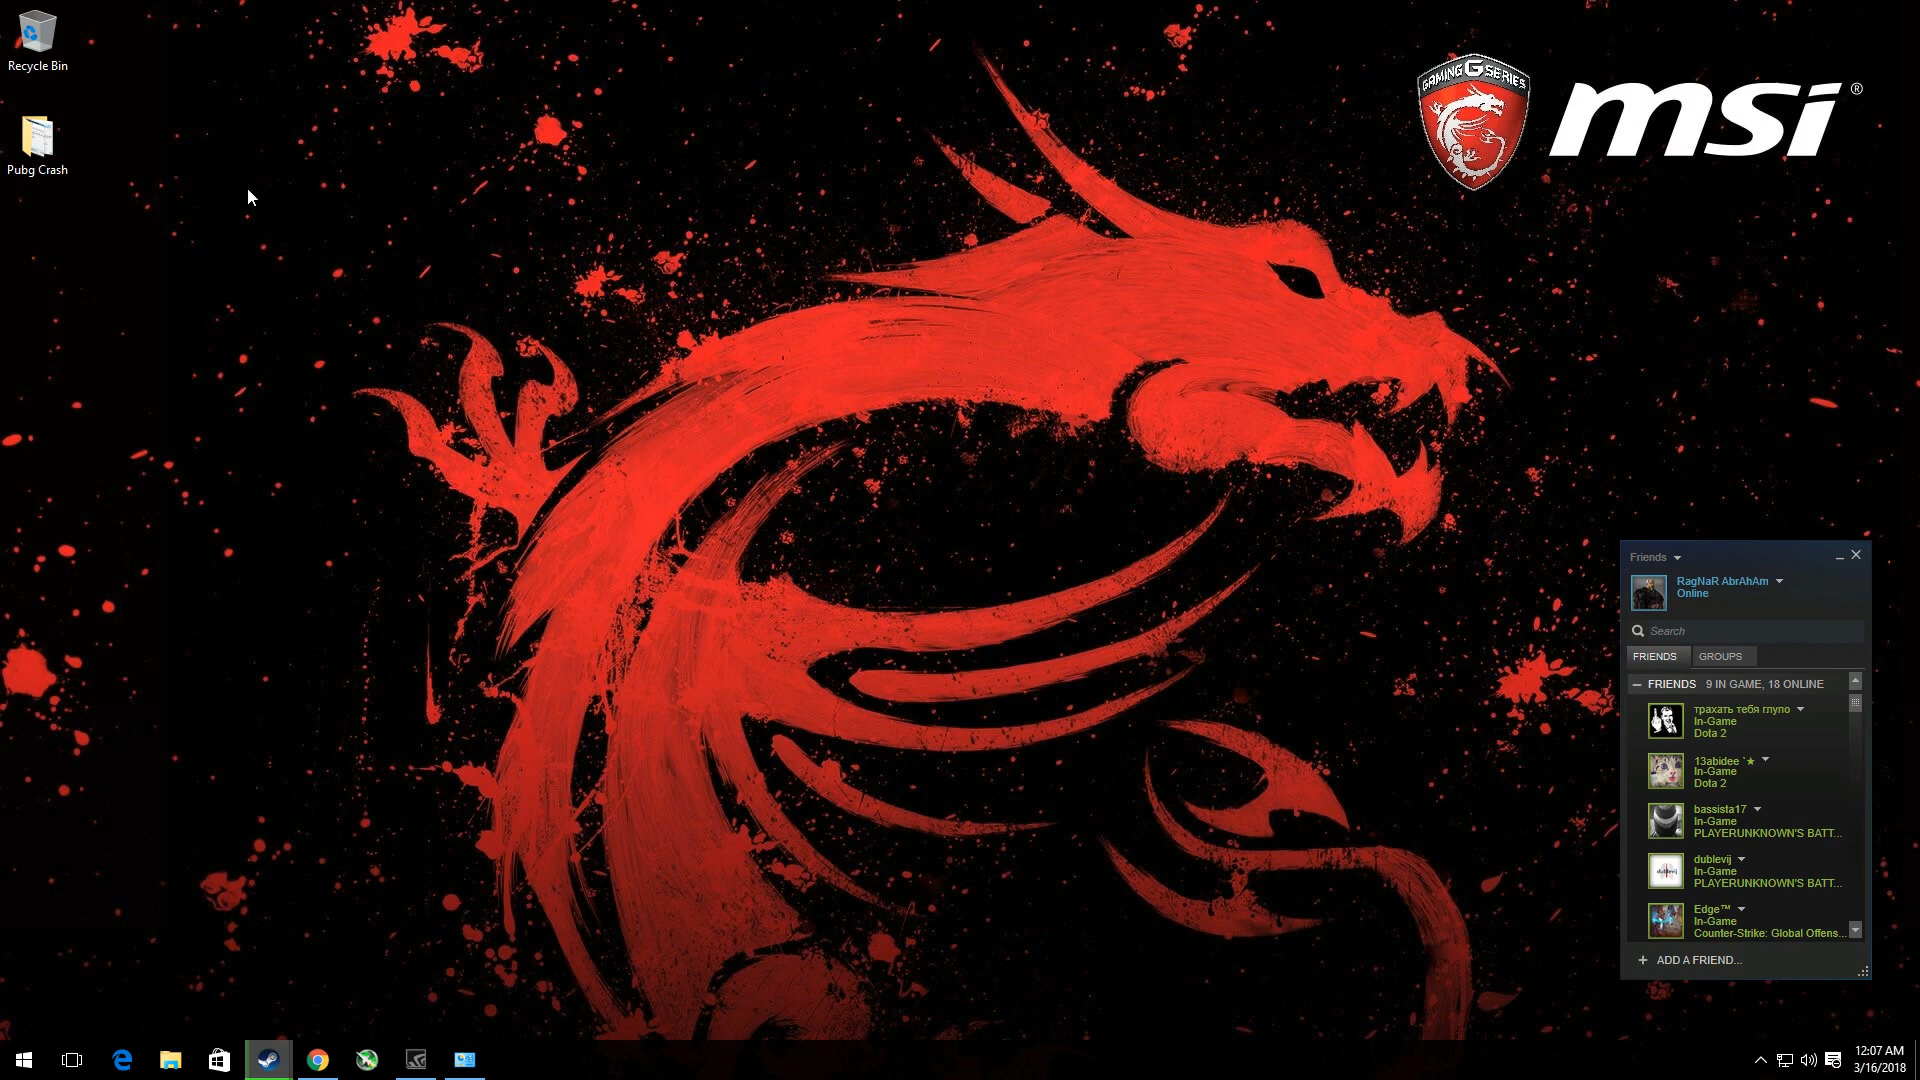 Recycle Bin
Pubg Crash
GAMING G SERIES
msi ®
Friends
RagNaR AbrAhAm
Online
Search
FRIENDS GROUPS
FRIENDS 9 IN GAME, 18 ONLINE
трахать тебя глупо
In-Game
Dota 2
13abidee `★
In-Game
Dota 2
bassista17
In-Game
PLAYERUNKNOWN'S BATT...
dublevij
dublevij
In-Game
PLAYERUNKNOWN'S BATT...
Edge™
In-Game
Counter-Strike: Global Offens...
ADD A FRIEND...
12:07 AM
3/16/2018